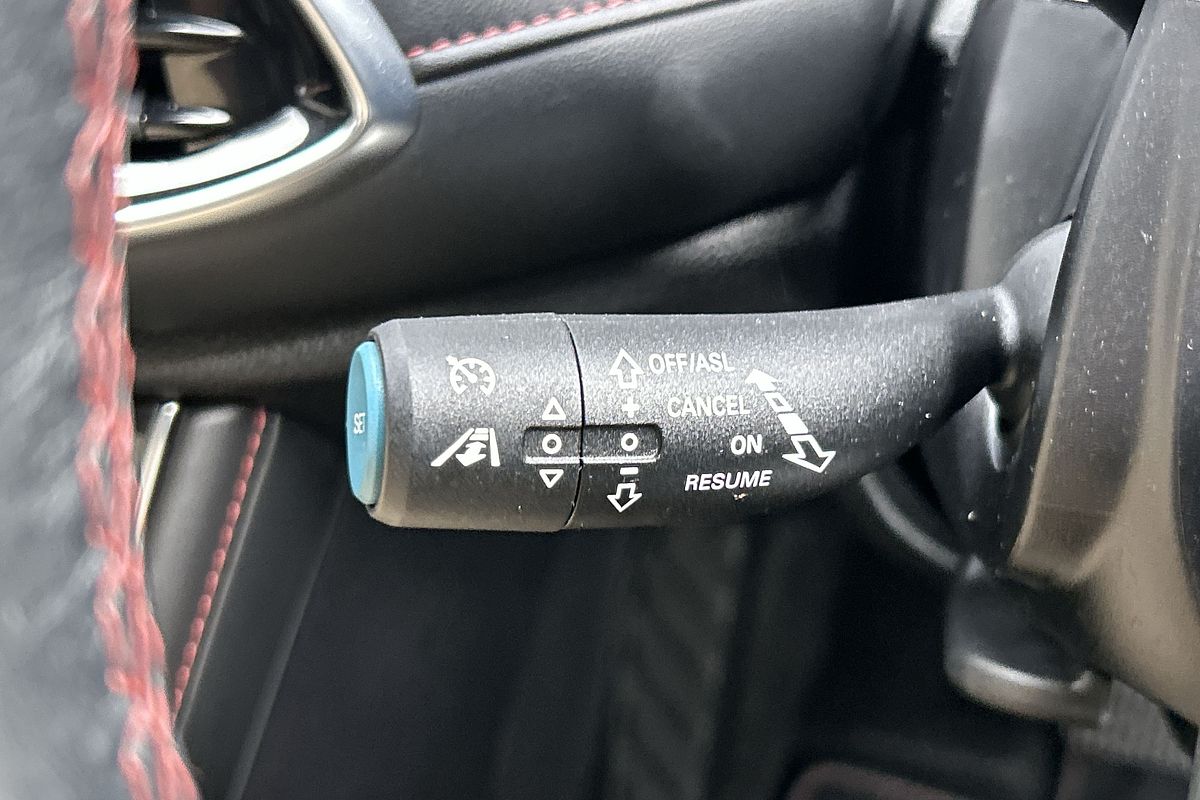 OFF/ASL
+ CANCEL
SET
ON
RESUME